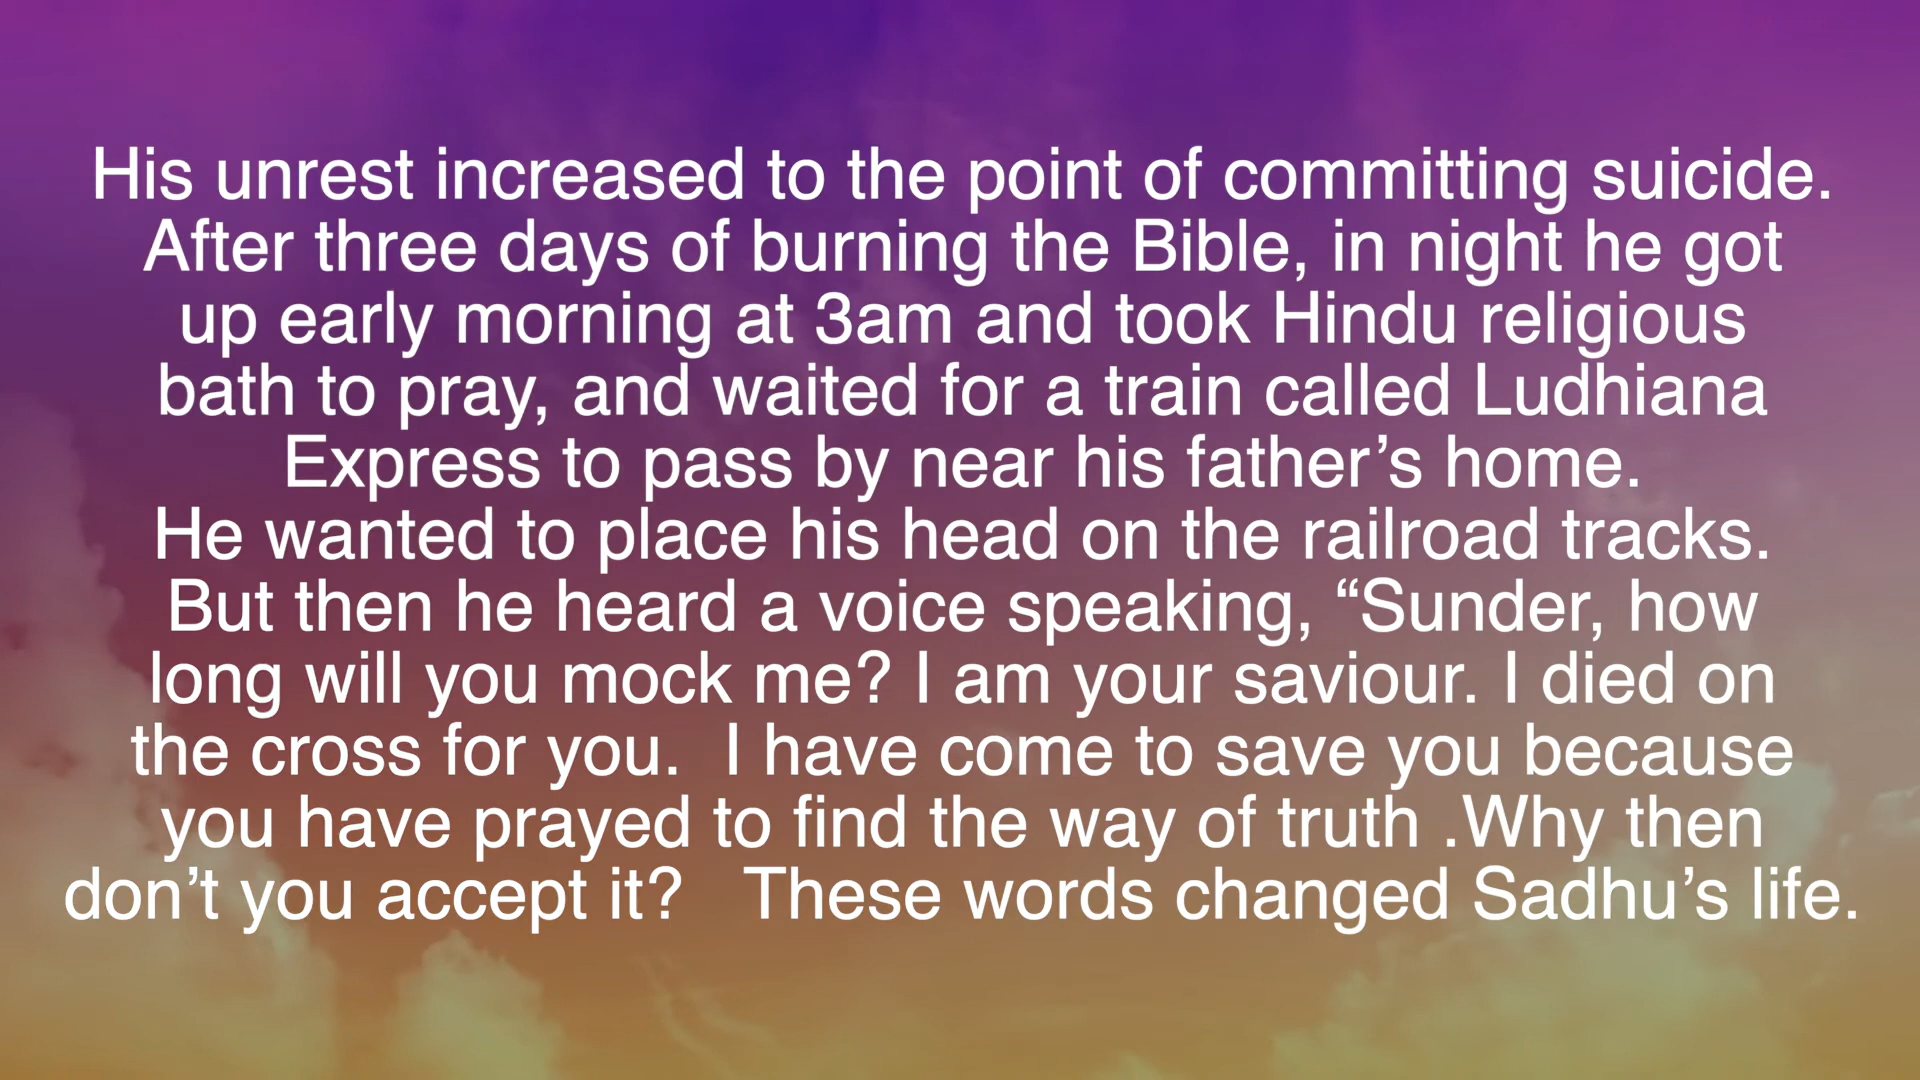 His unrest increased to the point of committing suicide.
After three days of burning the Bible, in night he got
up early morning at 3am and took Hindu religious
bath to pray, and waited for a train called Ludhiana
Express to pass by near his father’s home.
He wanted to place his head on the railroad tracks.
But then he heard a voice speaking, “Sunder, how
long will you mock me? I am your saviour. I died on
the cross for you.  I have come to save you because
you have prayed to find the way of truth .Why then
don’t you accept it?   These words changed Sadhu’s life.